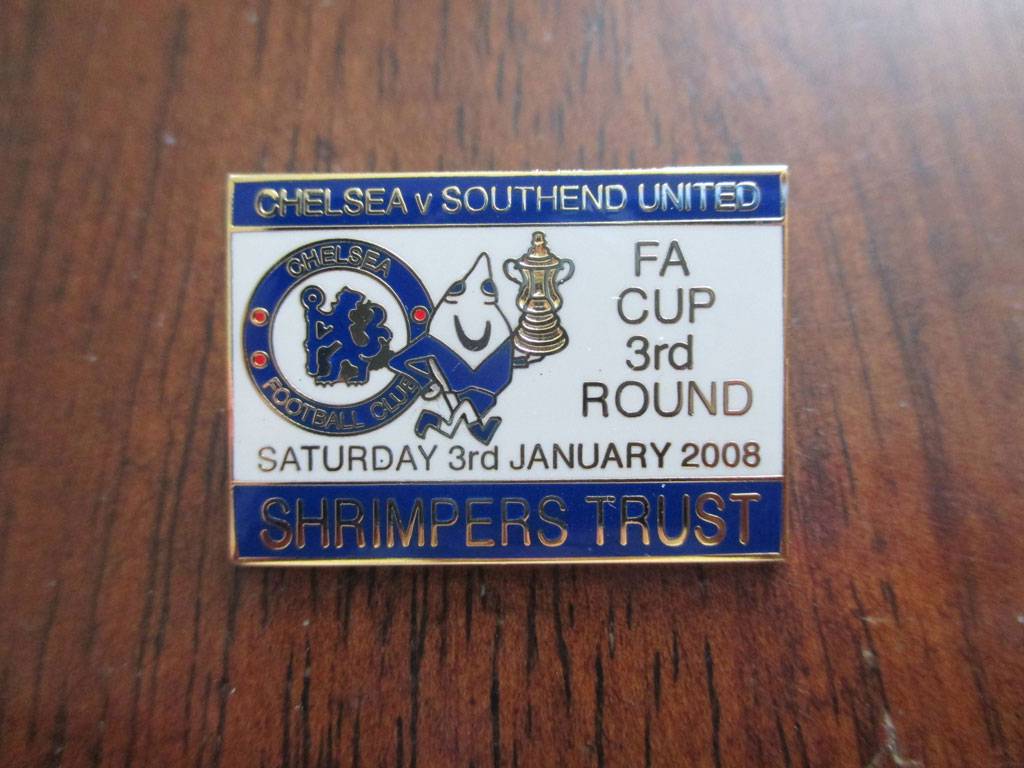 CHELSEA v SOUTHEND UNITED
CHELSEA
FOOTBALL CLUB
FA
CUP
3rd
ROUND
SATURDAY 3rd JANUARY 2008
SHRIMPERS TRUST